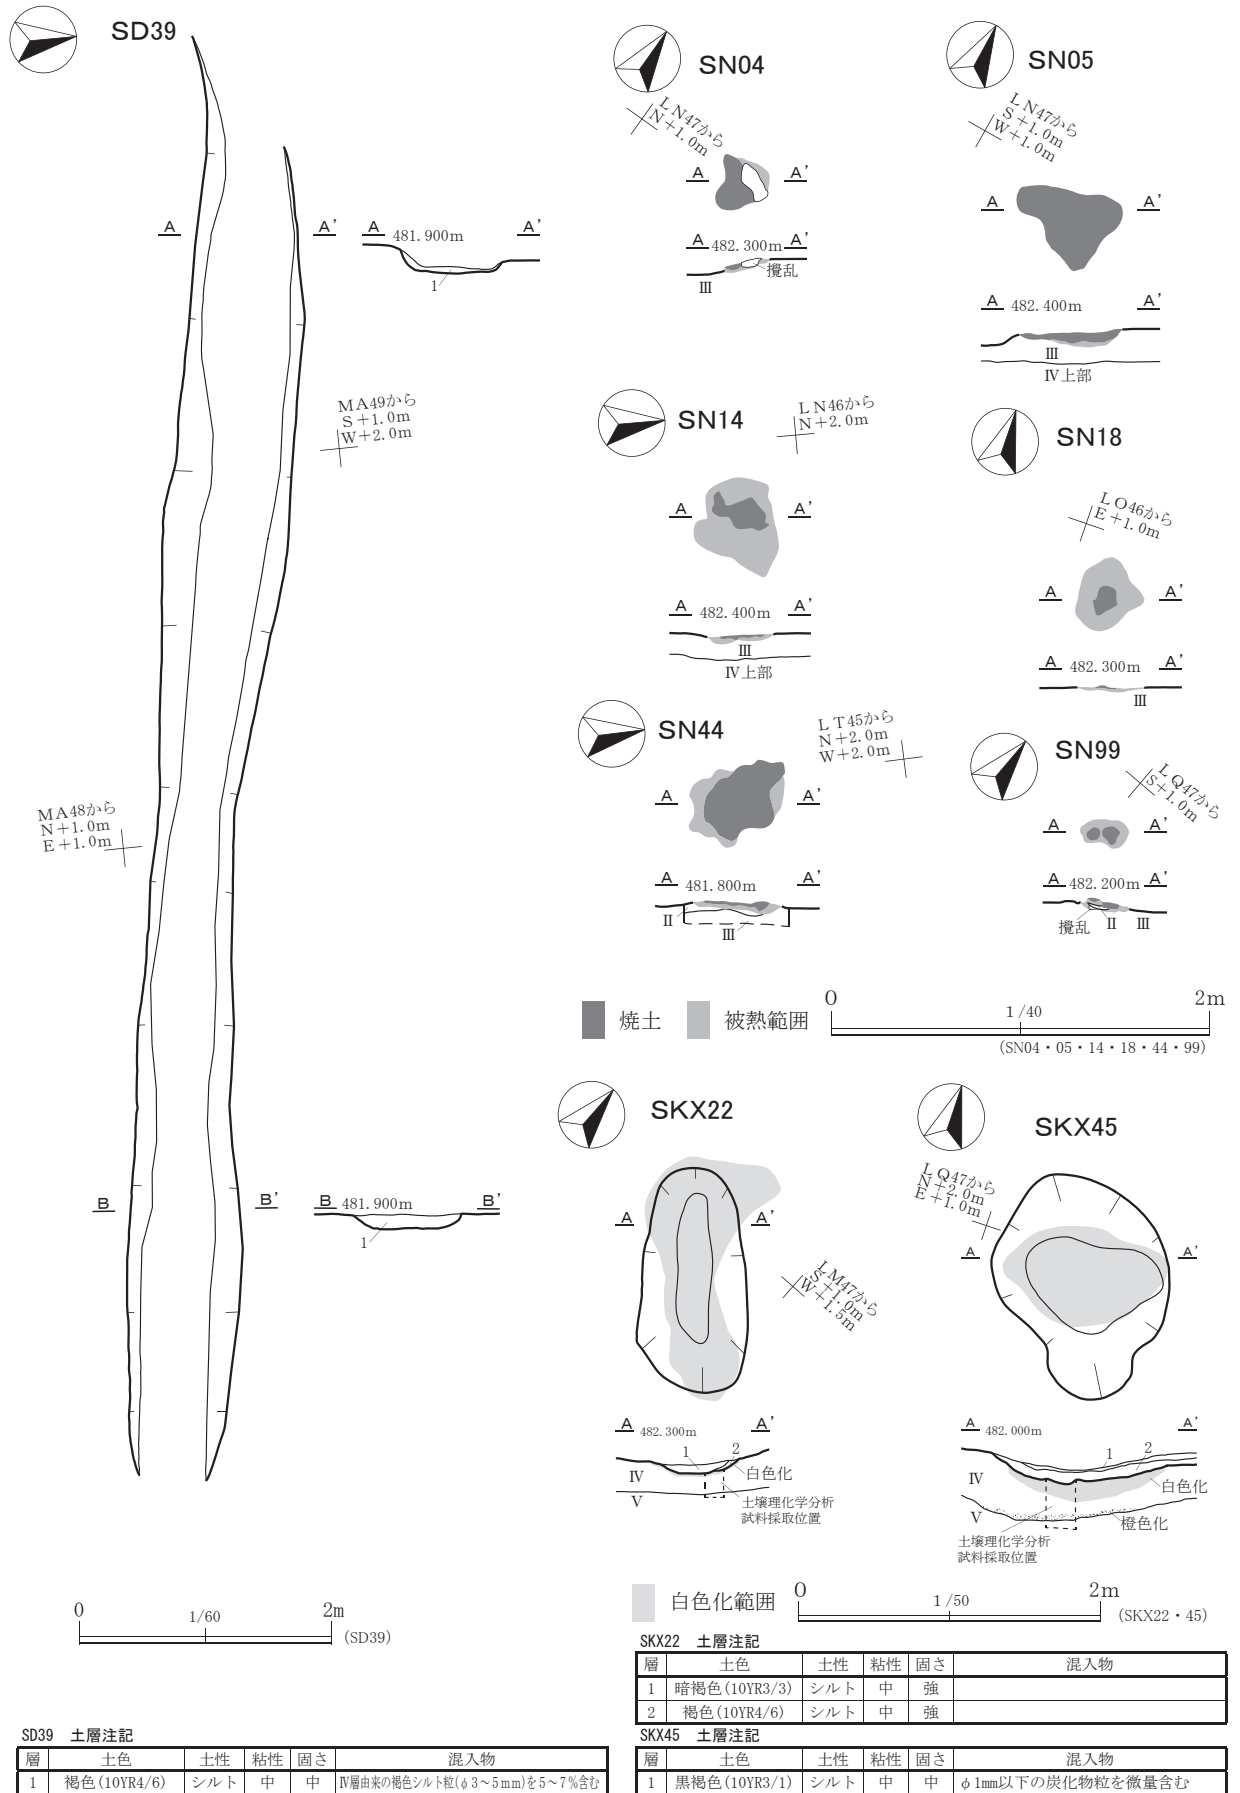 SD39
A
A'
A 481.900m A'
1
MA49から
S+1.0m
W+2.0m
MA48から
N+1.0m
E+1.0m
B
B'
B 481.900m B'
1
0 1/60 2m
(SD39)
SN04
LN47から
N+1.0m
A
A'
A 482.300m A'
攪乱
Ⅲ
SN05
LN47から
S+1.0m
W+1.0m
A
A'
A 482.400m A'
Ⅲ
Ⅳ上部
SN14
LN46から
N+2.0m
A
A'
A 482.400m A'
Ⅲ
Ⅳ上部
SN18
LO46から
E+1.0m
A
A'
A 482.300m A'
Ⅲ
SN44
LT45から
N+2.0m
W+2.0m
A
A'
A 481.800m A'
Ⅱ
Ⅲ
SN99
LQ47から
S+1.0m
A
A'
A 482.200m A'
攪乱 Ⅱ Ⅲ
焼土 被熱範囲
0 1/40 2m
(SN04・05・14・18・44・99)
SKX22
A
A'
LM47から
S+1.0m
W+1.5m
A 482.300m A'
1 2
Ⅳ
白色化
Ⅴ
土壌理化学分析
試料採取位置
SKX45
LQ47から
N+2.0m
E+1.0m
A
A'
A 482.000m A'
1 2
Ⅳ
白色化
Ⅴ
橙色化
土壌理化学分析
試料採取位置
白色化範囲
0 1/50 2m
(SKX22・45)
SKX22 土層注記
層 土色 土性 粘性 固さ 混入物
1 暗褐色(10YR3/3) シルト 中 強
2 褐色(10YR4/6) シルト 中 強
SD39 土層注記
層 土色 土性 粘性 固さ 混入物
1 褐色(10YR4/6) シルト 中 中 Ⅳ層由来の褐色シルト粒(φ3～5mm)を5～7%含む
SKX45 土層注記
層 土色 土性 粘性 固さ 混入物
1 黒褐色(10YR3/1) シルト 中 中 φ1mm以下の炭化物粒を微量含む